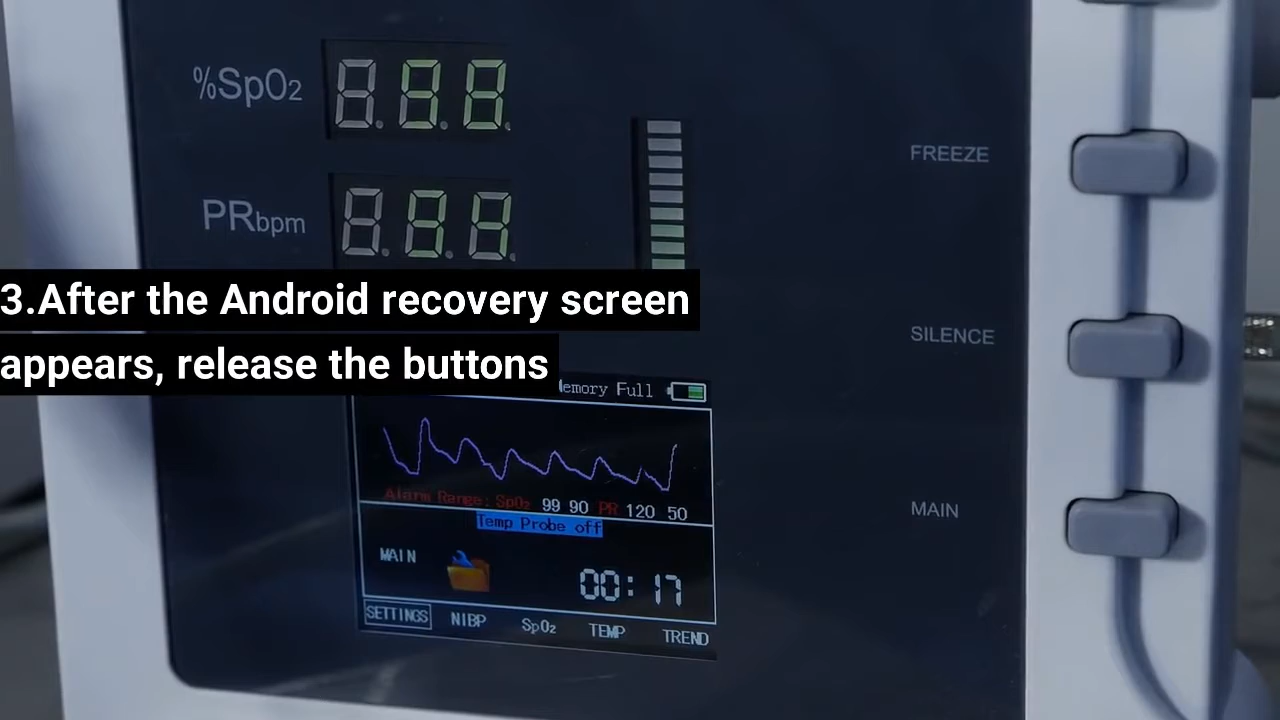 %SpO2
FREEZE
PRbpm
3.After the Android recovery screen
appears, release the buttons
SILENCE
emory Full
Alarm Range: SpO2 99 90 PR 120 50
Temp Probe off
MAIN
MAIN
00:17
SETTINGS NIBP SpO2 TEMP TREND